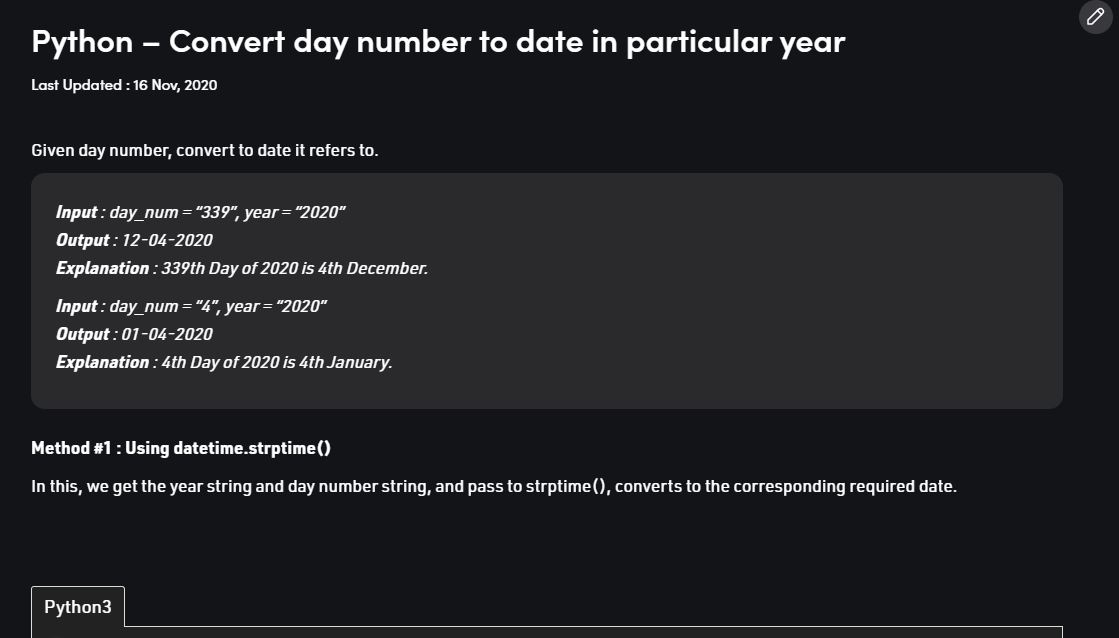 Python – Convert day number to date in particular year
Last Updated : 16 Nov, 2020
Given day number, convert to date it refers to.
Input : day_num = “339”, year = “2020”
Output : 12-04-2020
Explanation : 339th Day of 2020 is 4th December.
Input : day_num = “4”, year = “2020”
Output : 01-04-2020
Explanation : 4th Day of 2020 is 4th January.
Method #1 : Using datetime.strptime()
In this, we get the year string and day number string, and pass to strptime(), converts to the corresponding required date.
Python3